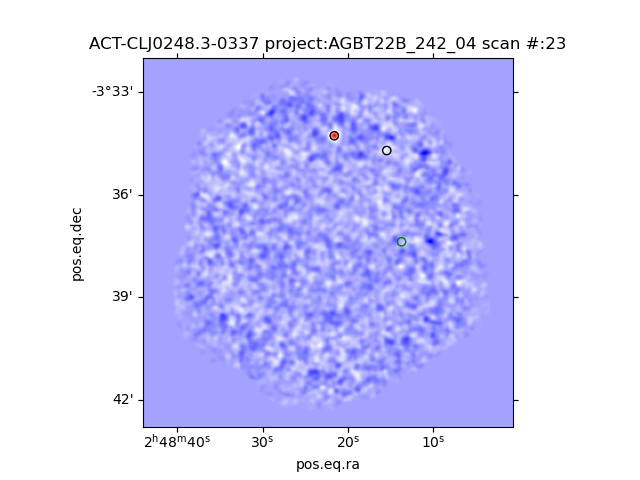 ACT-CLJ0248.3-0337 project:AGBT22B_242_04 scan #:23
-3°33'
36'
39'
42'
pos.eq.dec
2ʰ48ᵐ40ˢ 30ˢ 20ˢ 10ˢ
pos.eq.ra